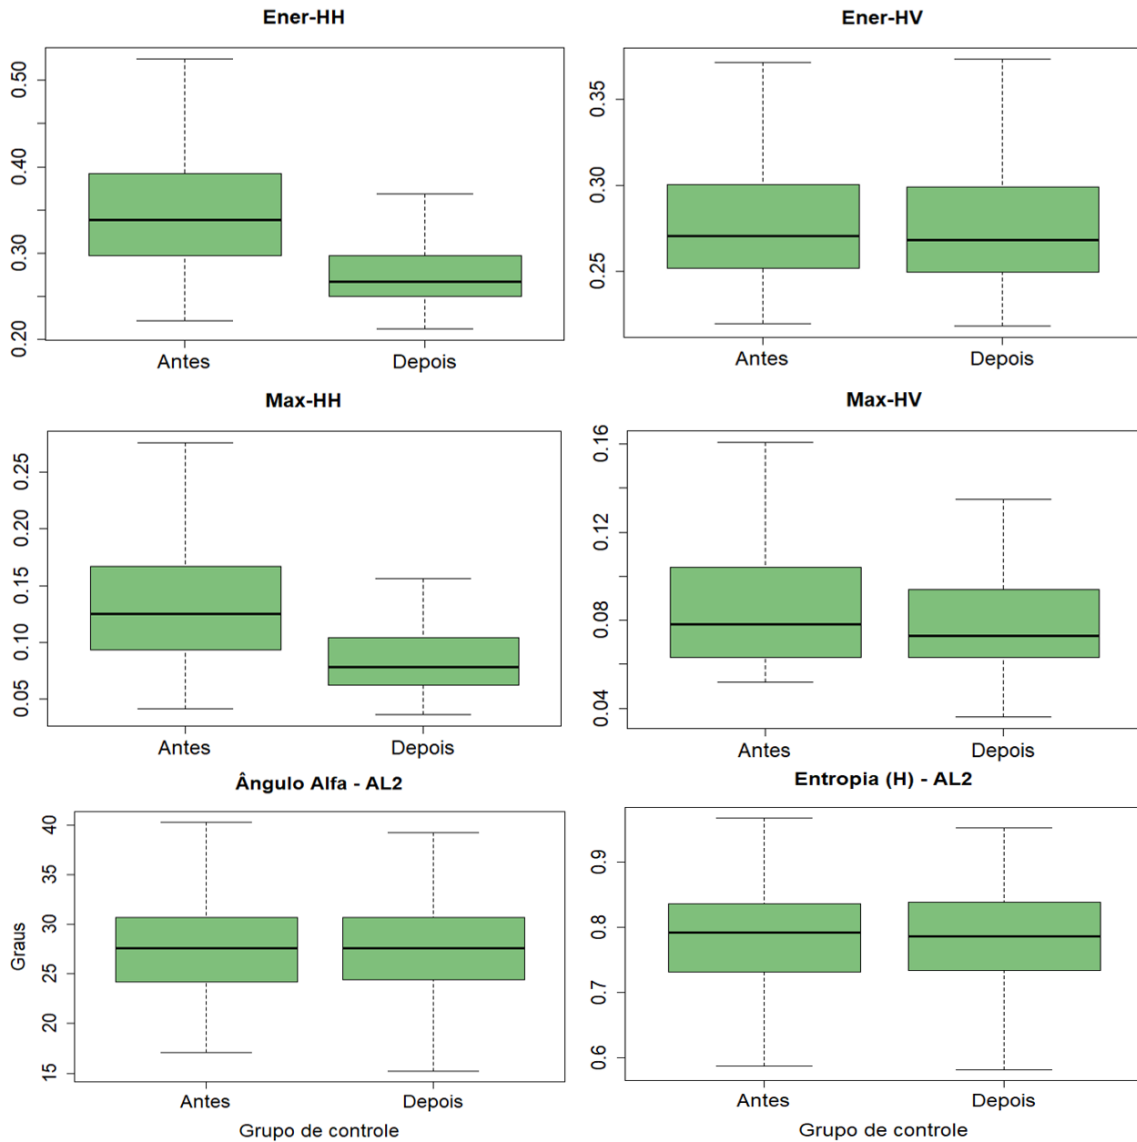 Ener-HH
0.50
0.40
0.30
0.20
Antes Depois
Ener-HV
0.35
0.30
0.25
Antes Depois
Max-HH
0.25
0.20
0.15
0.10
0.05
Antes Depois
Max-HV
0.16
0.12
0.08
0.04
Antes Depois
Ângulo Alfa - AL2
Graus
40
35
30
25
20
15
Antes Depois
Grupo de controle
Entropia (H) - AL2
0.9
0.8
0.7
0.6
Antes Depois
Grupo de controle